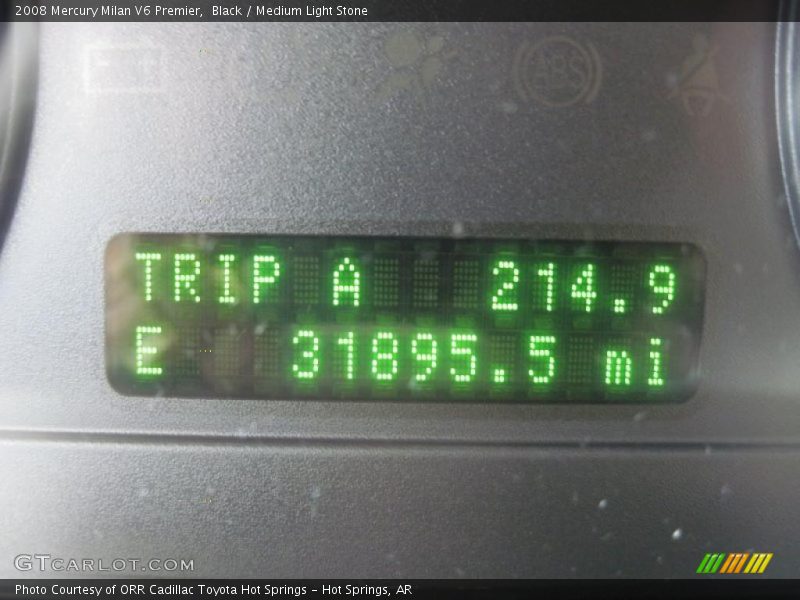 2008 Mercury Milan V6 Premier, Black / Medium Light Stone
ABS
TRIP A 214.9
E 31895.5 mi
GTCARLOT.COM
Photo Courtesy of ORR Cadillac Toyota Hot Springs - Hot Springs, AR